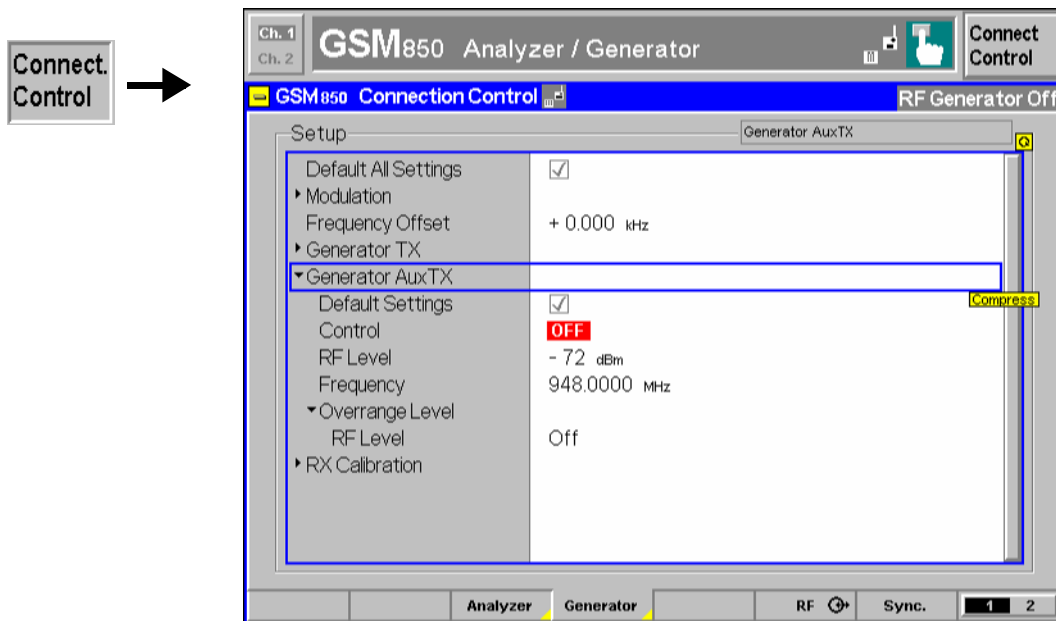 Connect.
Control
Ch. 1
Ch. 2
GSM850 Analyzer / Generator
Connect
Control
GSM850 Connection Control
RF Generator Off
Setup
Generator AuxTX
Default All Settings
Modulation
Frequency Offset + 0.000 kHz
Generator TX
Generator AuxTX
Compress
Default Settings
Control OFF
RF Level - 72 dBm
Frequency 948.0000 MHz
Overrange Level
RF Level Off
RX Calibration
Analyzer Generator RF Sync. 1 2